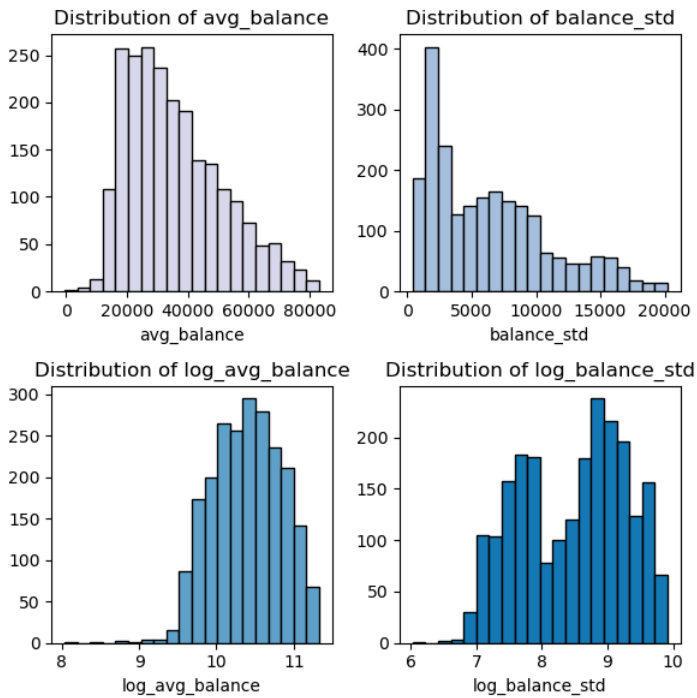 Distribution of avg_balance
Distribution of balance_std
250
200
150
100
50
0
0 20000 40000 60000 80000
avg_balance
400
300
200
100
0
0 5000 10000 15000 20000
balance_std
Distribution of log_avg_balance
Distribution of log_balance_std
300
250
200
150
100
50
0
8 9 10 11
log_avg_balance
200
150
100
50
0
6 7 8 9 10
log_balance_std